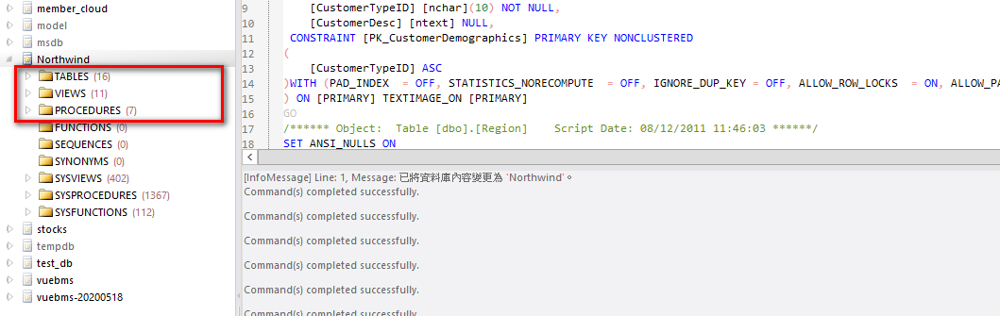 member_cloud
model
msdb
Northwind
TABLES (16)
VIEWS (11)
PROCEDURES (7)
FUNCTIONS (0)
SEQUENCES (0)
SYNONYMS (0)
SYSVIEWS (402)
SYSPROCEDURES (1367)
SYSFUNCTIONS (112)
stocks
tempdb
test_db
vuebms
vuebms-20200518
9 [CustomerTypeID] [nchar](10) NOT NULL,
10 [CustomerDesc] [ntext] NULL,
11 CONSTRAINT [PK_CustomerDemographics] PRIMARY KEY NONCLUSTERED
12 (
13 [CustomerTypeID] ASC
14 )WITH (PAD_INDEX = OFF, STATISTICS_NORECOMPUTE = OFF, IGNORE_DUP_KEY = OFF, ALLOW_ROW_LOCKS = ON, ALLOW_PA
15 ) ON [PRIMARY] TEXTIMAGE_ON [PRIMARY]
16 GO
17 /****** Object: Table [dbo].[Region] Script Date: 08/12/2011 11:46:03 ******/
18 SET ANSI_NULLS ON
[InfoMessage] Line: 1, Message: 已將資料庫內容變更為 'Northwind'。
Command(s) completed successfully.
Command(s) completed successfully.
Command(s) completed successfully.
Command(s) completed successfully.
Command(s) completed successfully.
Command(s) completed successfully.